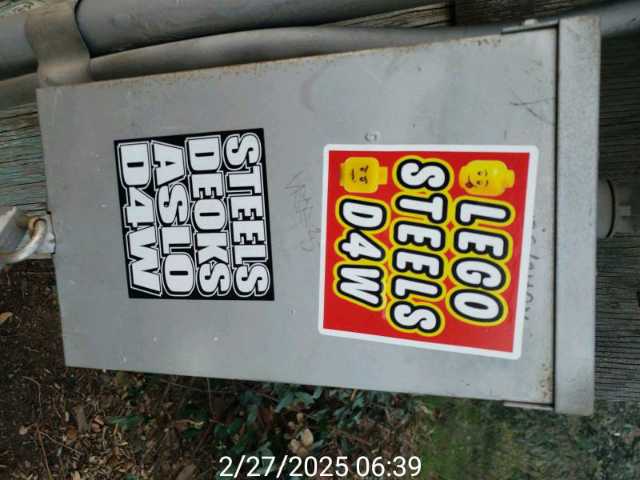 LEGO
STEELS
D4W
STEELS
DEOKS
ASLO
D4W
2/27/2025 06:39